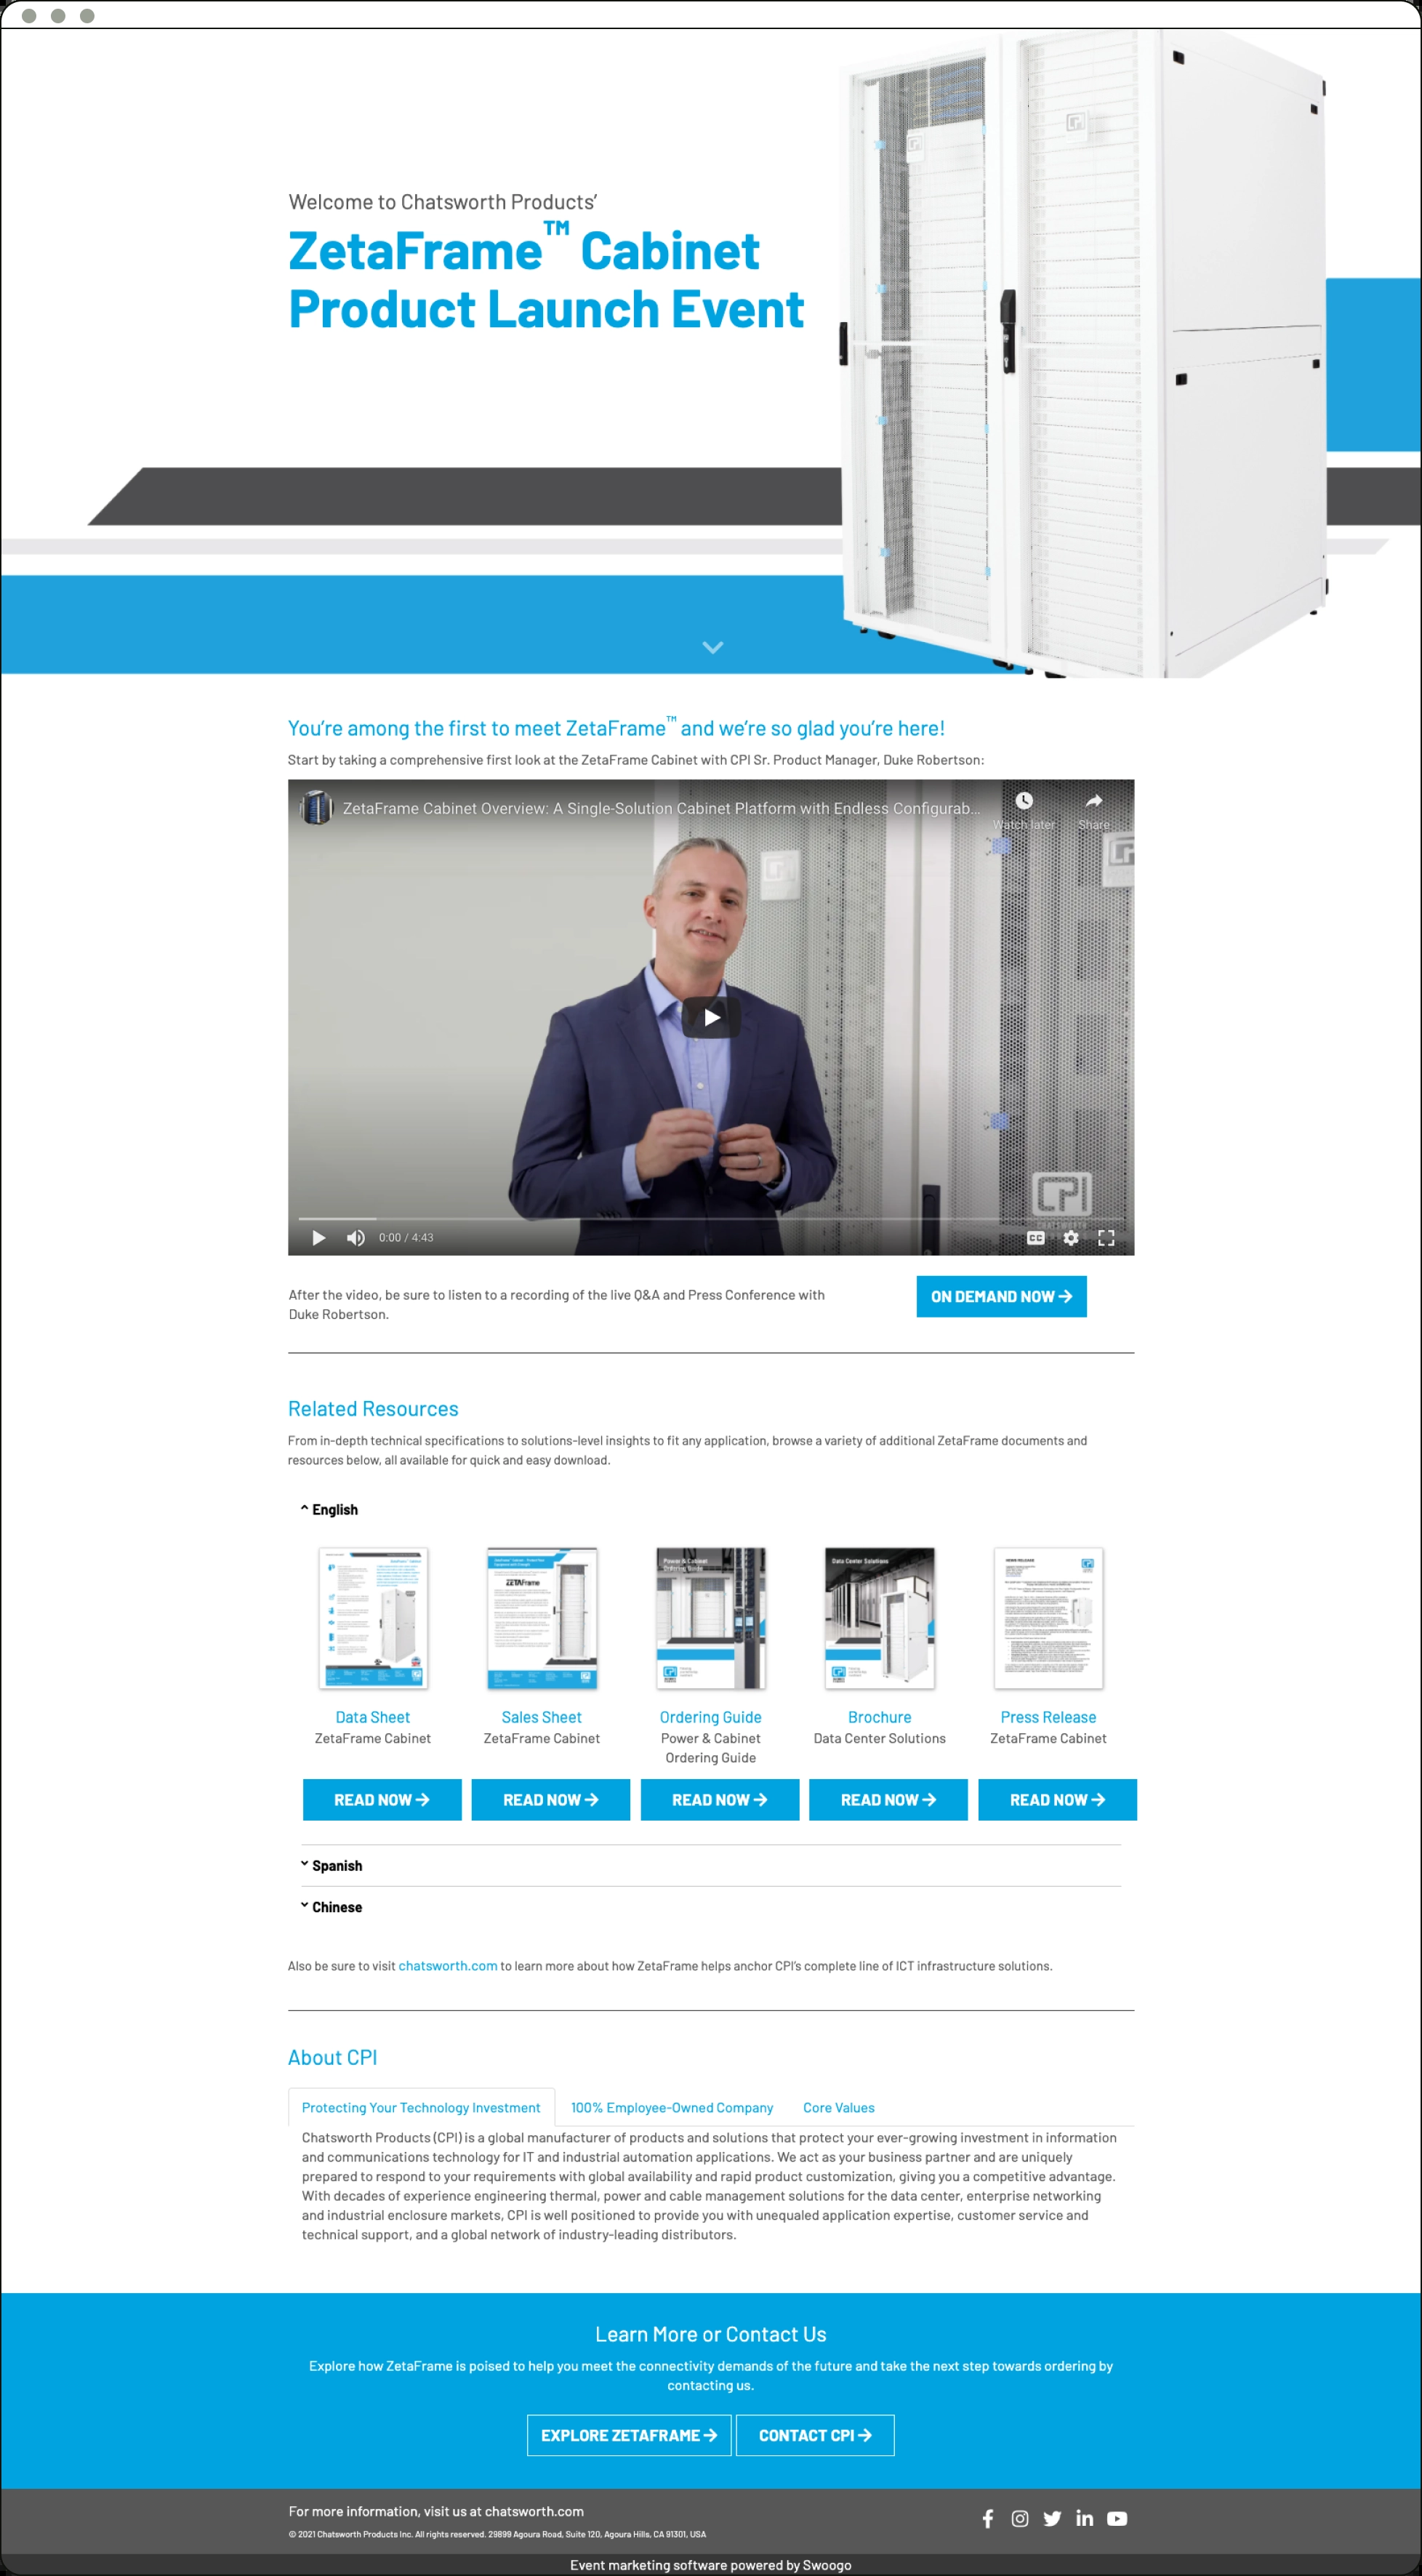 Welcome to Chatsworth Products'
ZetaFrame™ Cabinet
Product Launch Event
You're among the first to meet ZetaFrame™ and we're so glad you're here!
Start by taking a comprehensive first look at the ZetaFrame Cabinet with CPI Sr. Product Manager, Duke Robertson:
ZetaFrame Cabinet Overview: A Single-Solution Cabinet Platform with Endless Configurab...
Watch later
Share
CPI
CHATSWORTH
0:00 / 4:43
CC
After the video, be sure to listen to a recording of the live Q&A and Press Conference with
Duke Robertson.
ON DEMAND NOW →
Related Resources
From in-depth technical specifications to solutions-level insights to fit any application, browse a variety of additional ZetaFrame documents and
resources below, all available for quick and easy download.
English
ZETAFrame
Power & Cabinet
Ordering Guide
Data Center Solutions
NEWS RELEASE
Data Sheet
ZetaFrame Cabinet
Sales Sheet
ZetaFrame Cabinet
Ordering Guide
Power & Cabinet
Ordering Guide
Brochure
Data Center Solutions
Press Release
ZetaFrame Cabinet
READ NOW →
READ NOW →
READ NOW →
READ NOW →
READ NOW →
Spanish
Chinese
Also be sure to visit chatsworth.com to learn more about how ZetaFrame helps anchor CPI's complete line of ICT infrastructure solutions.
About CPI
Protecting Your Technology Investment
100% Employee-Owned Company
Core Values
Chatsworth Products (CPI) is a global manufacturer of products and solutions that protect your ever-growing investment in information
and communications technology for IT and industrial automation applications. We act as your business partner and are uniquely
prepared to respond to your requirements with global availability and rapid product customization, giving you a competitive advantage.
With decades of experience engineering thermal, power and cable management solutions for the data center, enterprise networking
and industrial enclosure markets, CPI is well positioned to provide you with unequaled application expertise, customer service and
technical support, and a global network of industry-leading distributors.
Learn More or Contact Us
Explore how ZetaFrame is poised to help you meet the connectivity demands of the future and take the next step towards ordering by
contacting us.
EXPLORE ZETAFRAME →
CONTACT CPI →
For more information, visit us at chatsworth.com
© 2021 Chatsworth Products Inc. All rights reserved. 29899 Agoura Road, Suite 120, Agoura Hills, CA 91301, USA
Event marketing software powered by Swoogo